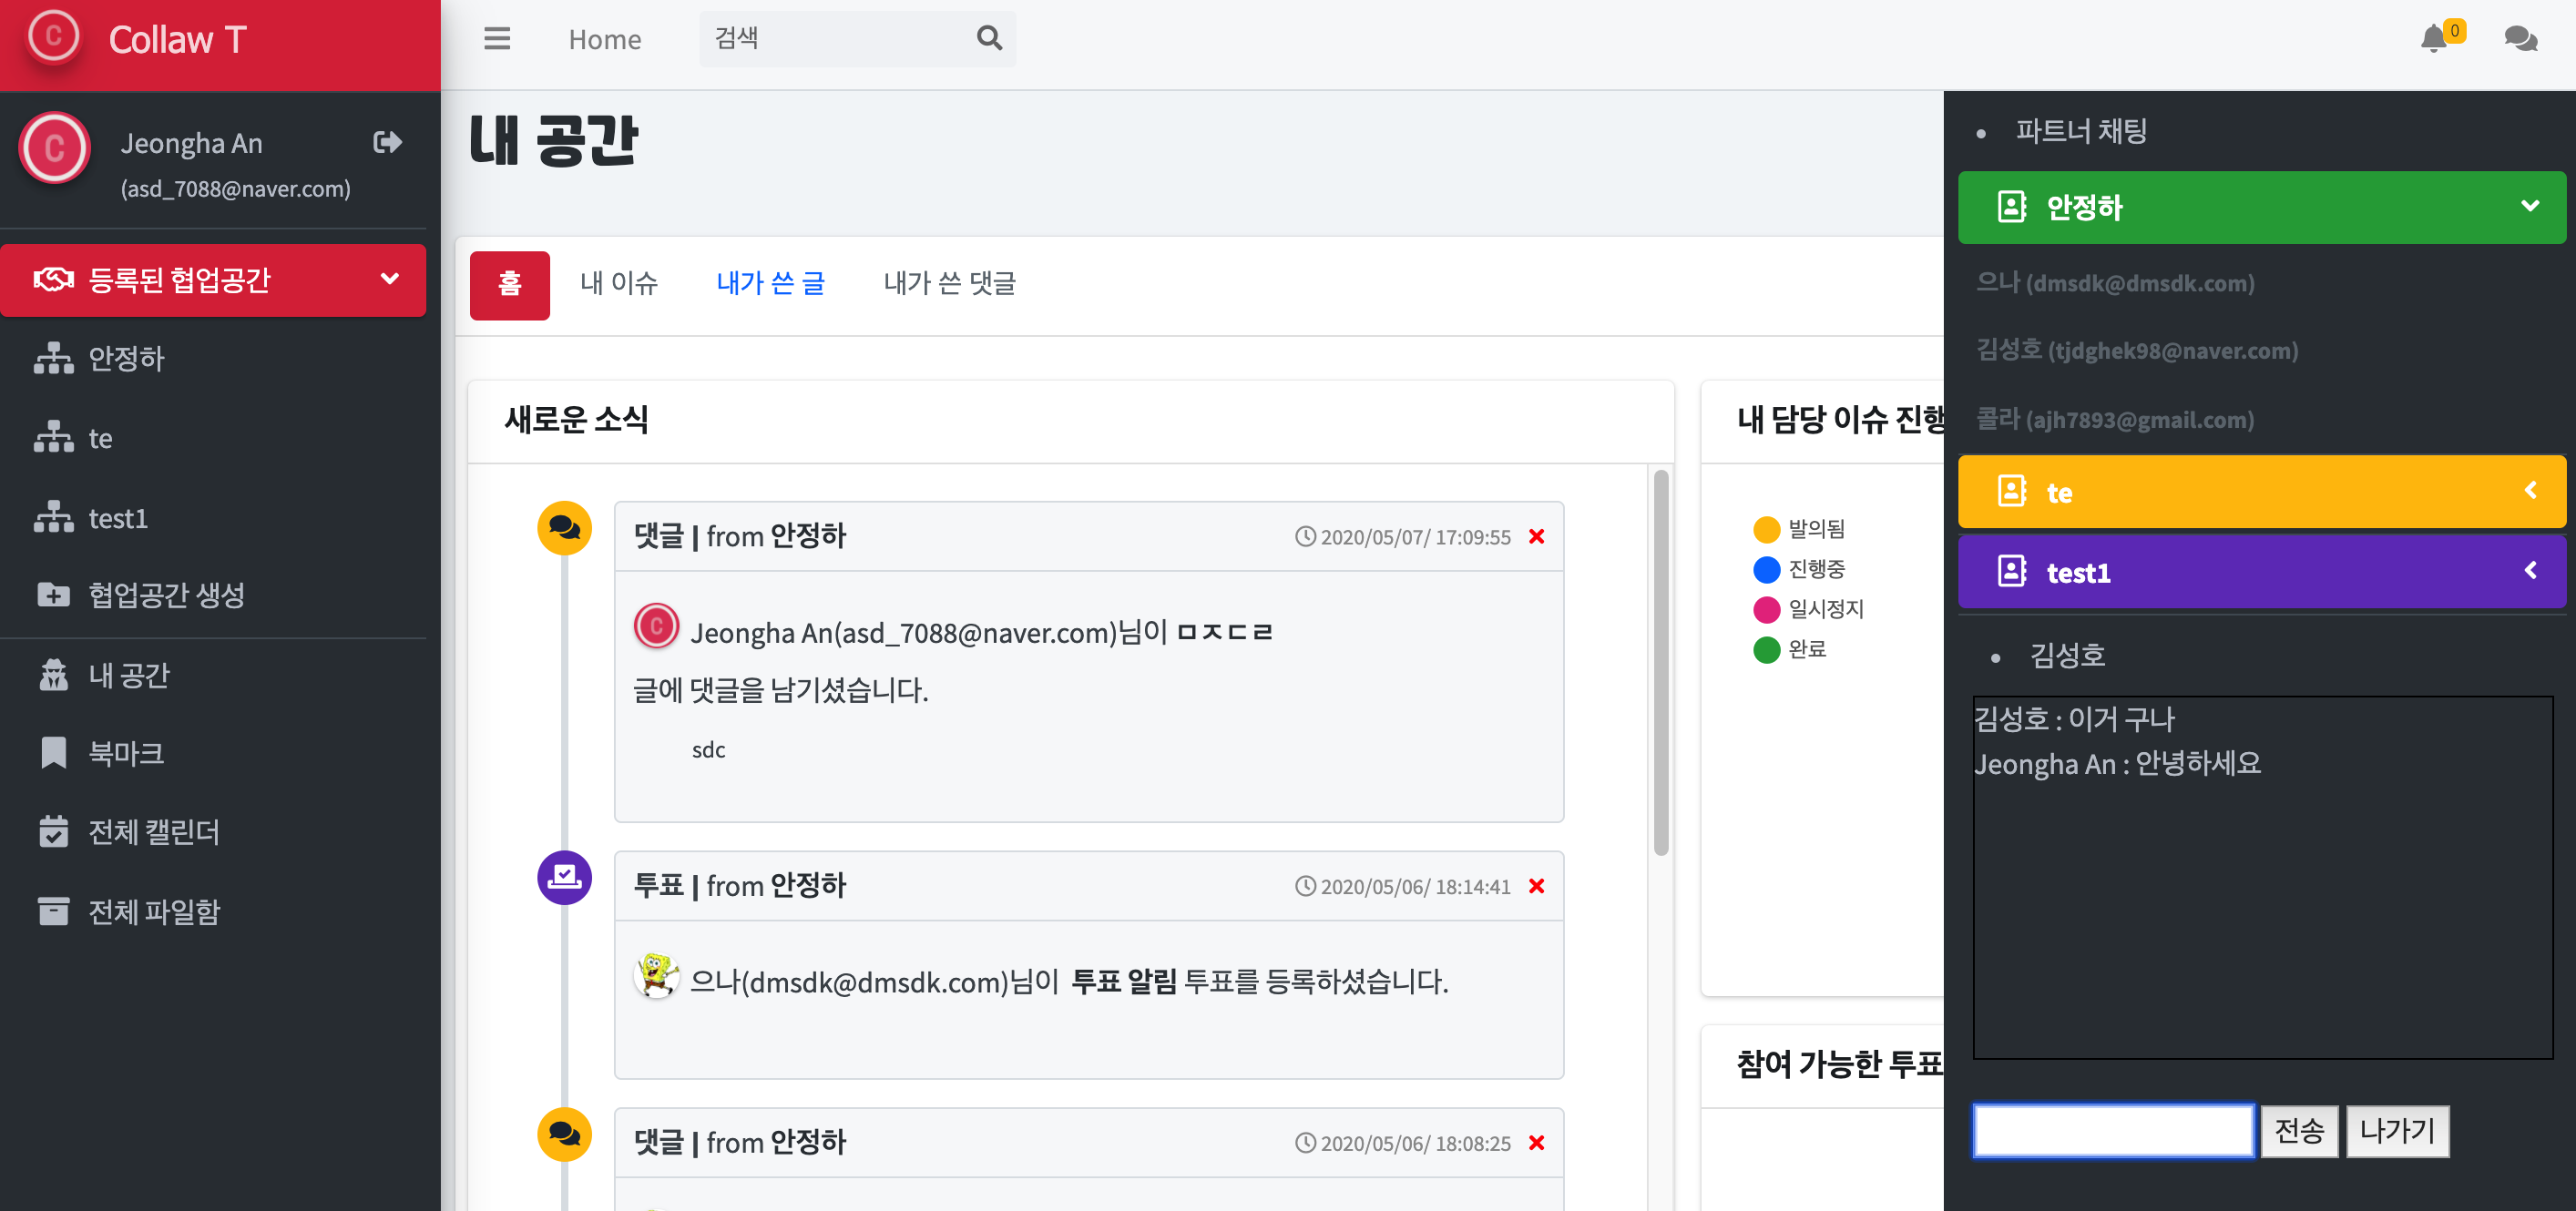 C
Collaw T
Home
검색
0
C
Jeongha An
(asd_7088@naver.com)
등록된 협업공간
안정하
te
test1
협업공간 생성
내 공간
북마크
전체 캘린더
전체 파일함
내 공간
홈
내 이슈
내가 쓴 글
내가 쓴 댓글
새로운 소식
댓글 | from 안정하
2020/05/07/ 17:09:55
C
Jeongha An(asd_7088@naver.com)님이 ㅁㅈㄷㄹ
글에 댓글을 남기셨습니다.
sdc
투표 | from 안정하
2020/05/06/ 18:14:41
으나(dmsdk@dmsdk.com)님이 투표 알림 투표를 등록하셨습니다.
댓글 | from 안정하
2020/05/06/ 18:08:25
내 담당 이슈 진행
발의됨
진행중
일시정지
완료
참여 가능한 투표
파트너 채팅
안정하
으나 (dmsdk@dmsdk.com)
김성호 (tjdghek98@naver.com)
콜라 (ajh7893@gmail.com)
te
test1
김성호
김성호 : 이거 구나
Jeongha An : 안녕하세요
전송
나가기